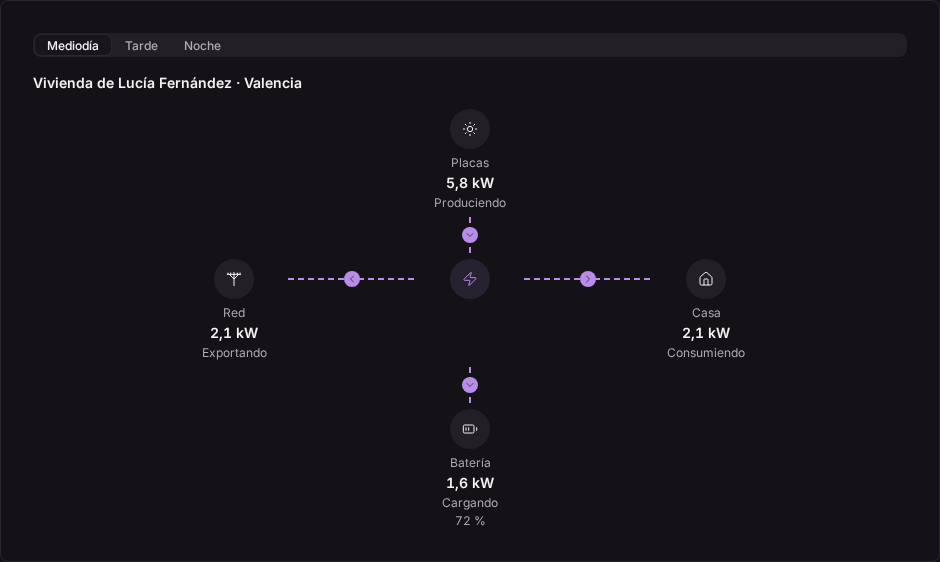 Mediodía Tarde Noche
Vivienda de Lucía Fernández · Valencia
Placas
5,8 kW
Produciendo
Red
2,1 kW
Exportando
Casa
2,1 kW
Consumiendo
Batería
1,6 kW
Cargando
72 %